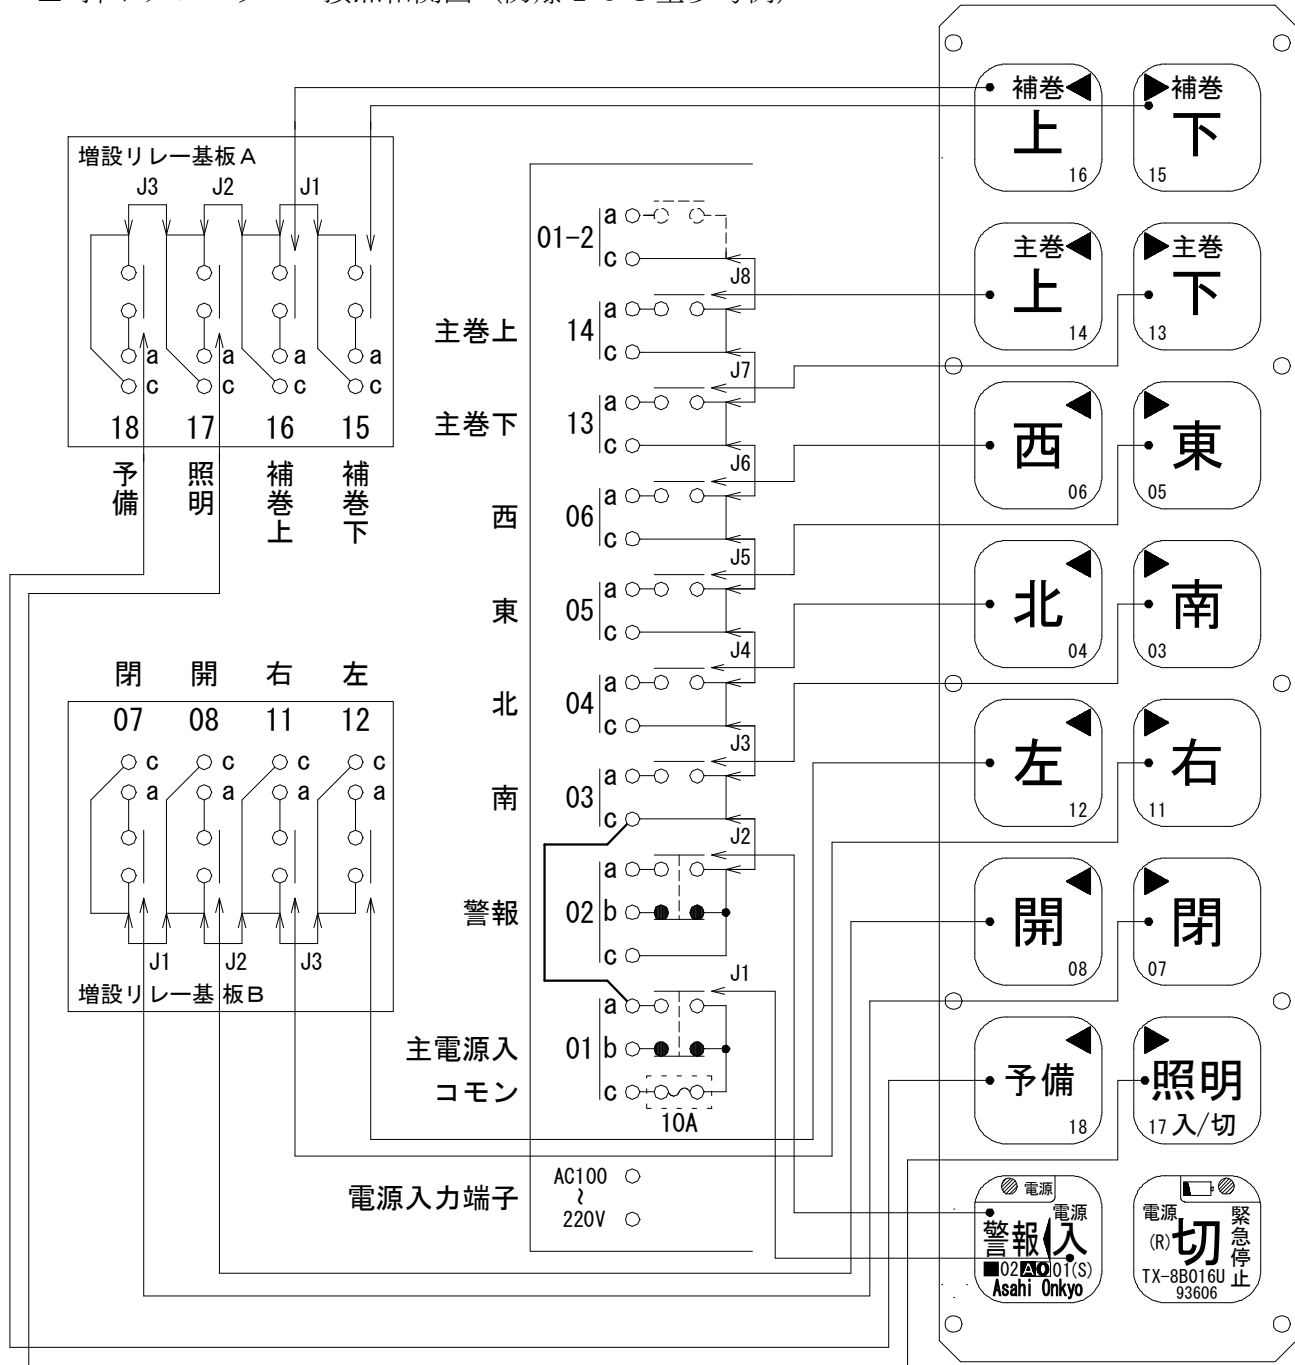 増設リレー基板A
J3 J2 J1
a a a a
c c c c
18 17 16 15
予備 照明 補巻上 補巻下
閉 開 右 左
07 08 11 12
c c c c
a a a a
J1 J2 J3
増設リレー基板B
01-2 a
c
J8
主巻上 14 a
c
J7
主巻下 13 a
c
J6
西 06 a
c
J5
東 05 a
c
J4
北 04 a
c
J3
南 03 a
c
J2
警報 02 a
b
c
J1
主電源入 01 a
b
コモン c
10A
電源入力端子 AC100
~
220V
補巻 上 16
補巻 下 15
主巻 上 14
主巻 下 13
西 06
東 05
北 04
南 03
左 12
右 11
開 08
閉 07
予備 18
照明 17 入/切
電源
電源
警報 入
02 AO 01(S)
Asahi Onkyo
電源 切 (R)
緊急停止
TX-8B016U
93606